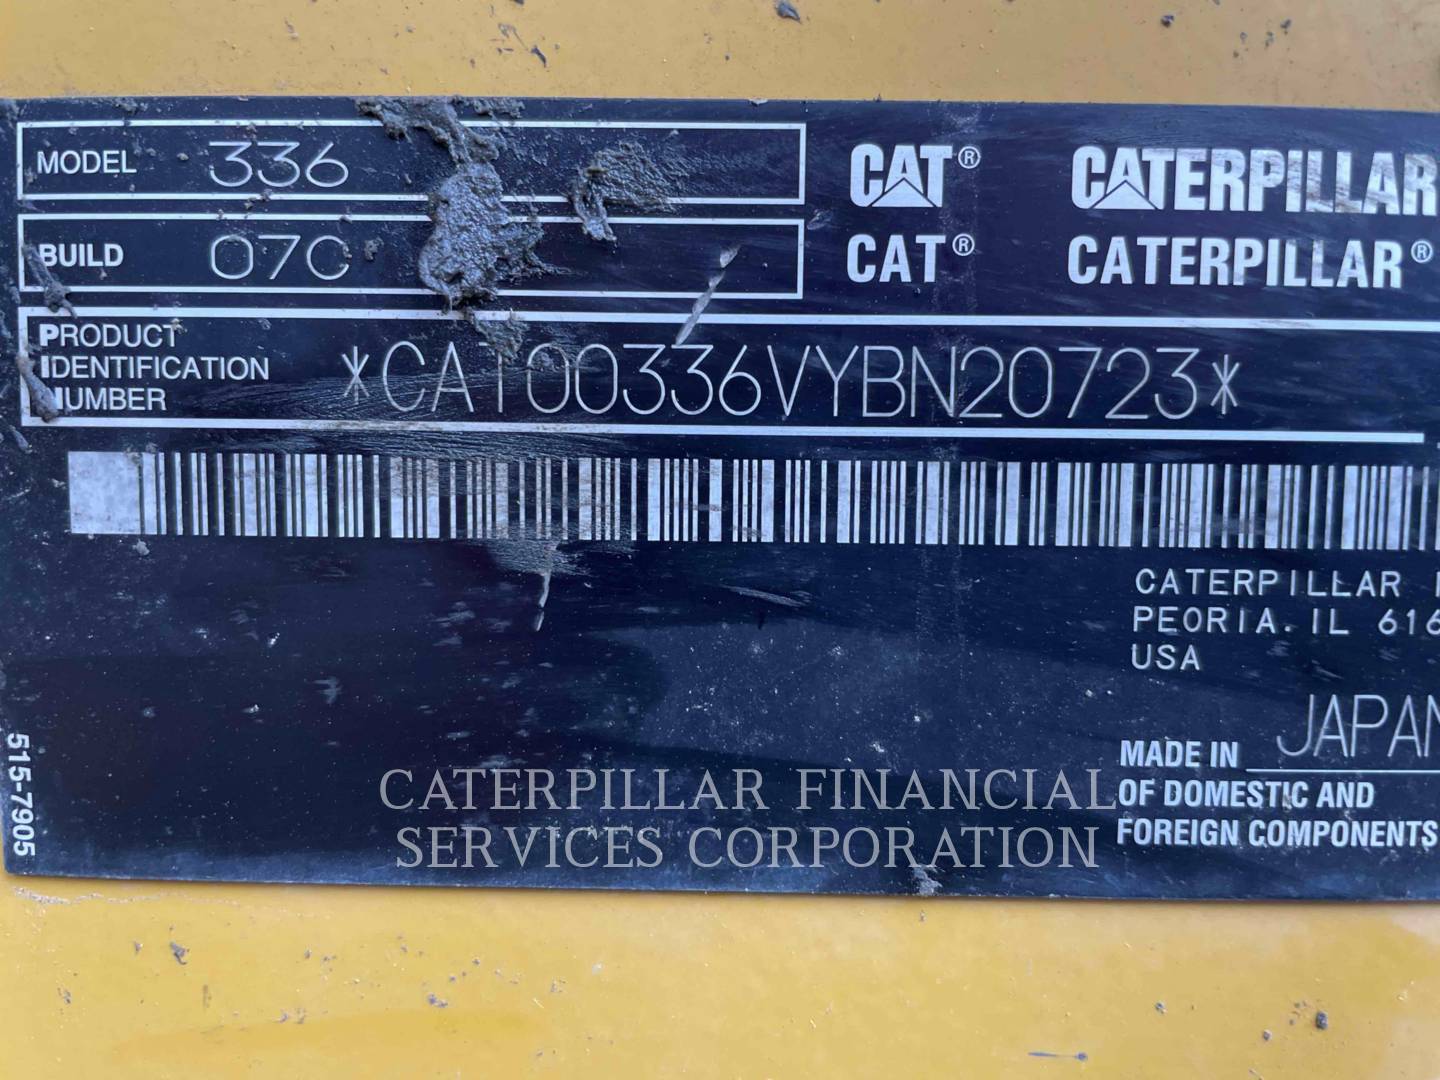 MODEL 336
BUILD 07C
CAT® CATERPILLAR
CAT® CATERPILLAR®
PRODUCT
IDENTIFICATION
NUMBER
*CAT00336VYBN20723*
CATERPILLAR
PEORIA, IL 616
USA
MADE IN JAPAN
OF DOMESTIC AND
FOREIGN COMPONENTS
515-7905
CATERPILLAR FINANCIAL
SERVICES CORPORATION